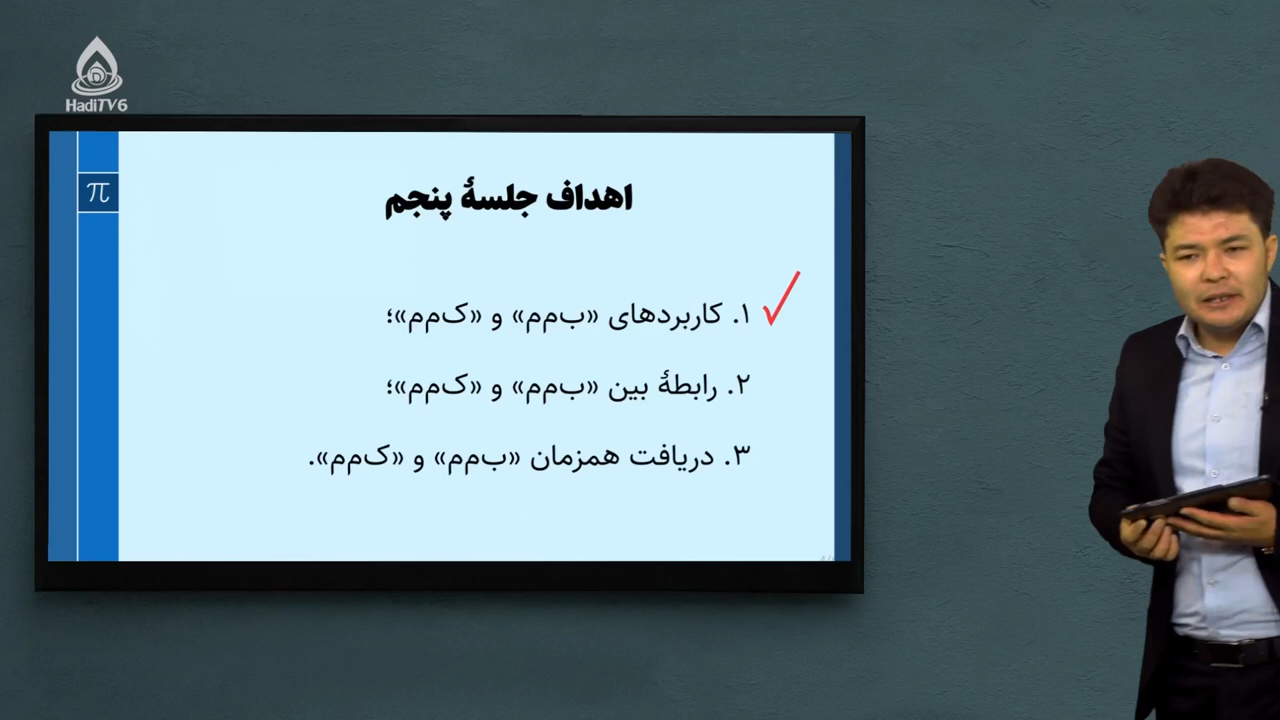 HadiTV6
π
اهداف جلسهٔ پنجم
۱. کاربردهای «ب‌م‌م» و «ک‌م‌م»؛
۲. رابطهٔ بین «ب‌م‌م» و «ک‌م‌م»؛
۳. دریافت همزمان «ب‌م‌م» و «ک‌م‌م».